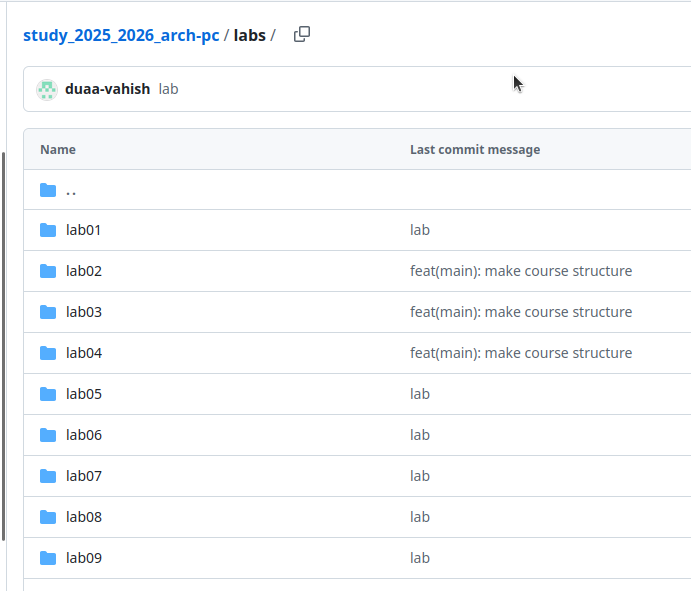 study_2025_2026_arch-pc / labs /
duaa-vahish lab
Name Last commit message
..
lab01 lab
lab02 feat(main): make course structure
lab03 feat(main): make course structure
lab04 feat(main): make course structure
lab05 lab
lab06 lab
lab07 lab
lab08 lab
lab09 lab